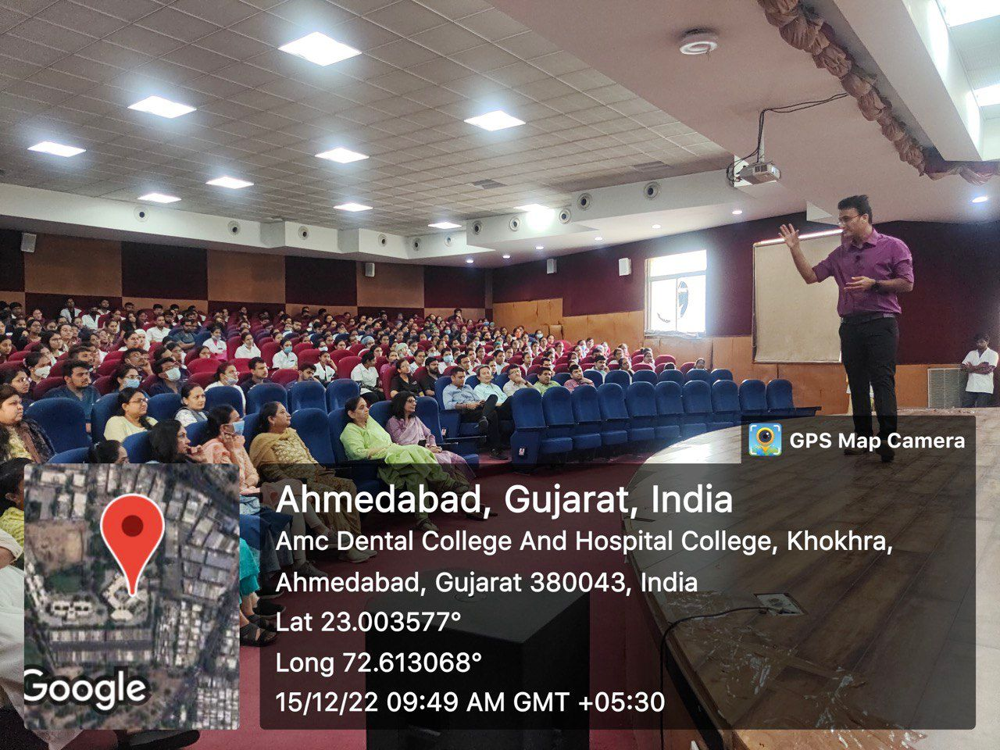 GPS Map Camera
Ahmedabad, Gujarat, India
Amc Dental College And Hospital College, Khokhra,
Ahmedabad, Gujarat 380043, India
Lat 23.003577°
Long 72.613068°
15/12/22 09:49 AM GMT +05:30
Google